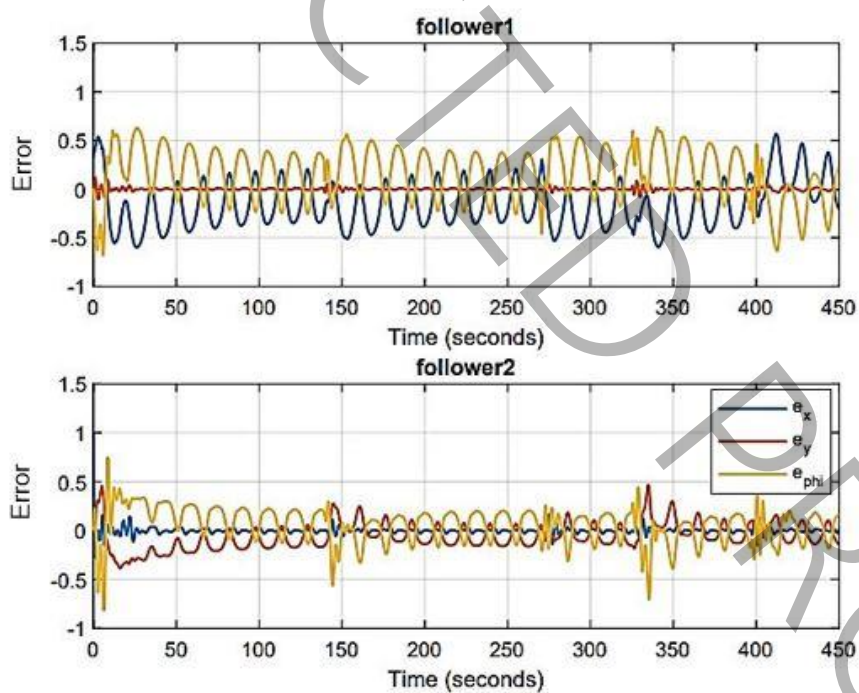 follower1
1.5
1
0.5
0
-0.5
-1
Error
0 50 100 150 200 250 300 350 400 450
Time (seconds)
follower2
1.5
1
0.5
0
-0.5
-1
Error
e_x
e_y
e_phi
0 50 100 150 200 250 300 350 400 450
Time (seconds)
CTED PRO